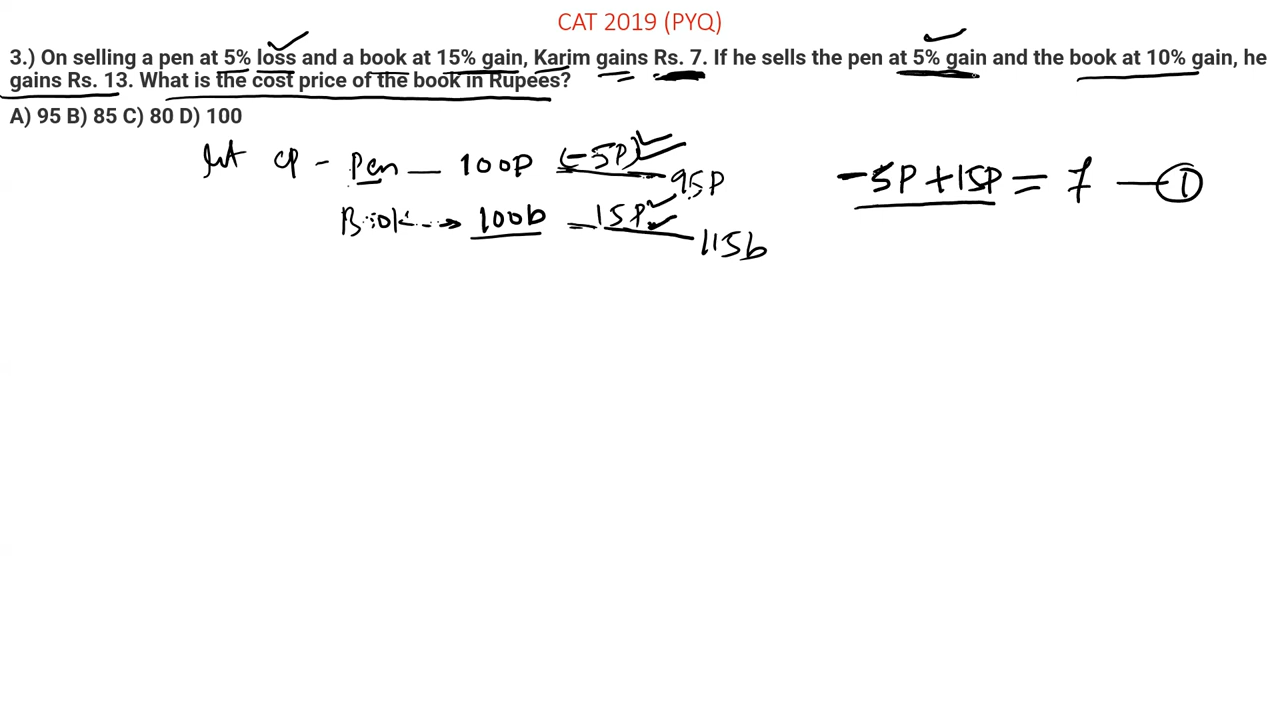 CAT 2019 (PYQ)
3.) On selling a pen at 5% loss and a book at 15% gain, Karim gains Rs. 7. If he sells the pen at 5% gain and the book at 10% gain, he
gains Rs. 13. What is the cost price of the book in Rupees?
A) 95 B) 85 C) 80 D) 100
let CP - Pen — 100P (-5P) 95P
Book → 100b = 15P 115b
-5P + 15P = 7 — ①